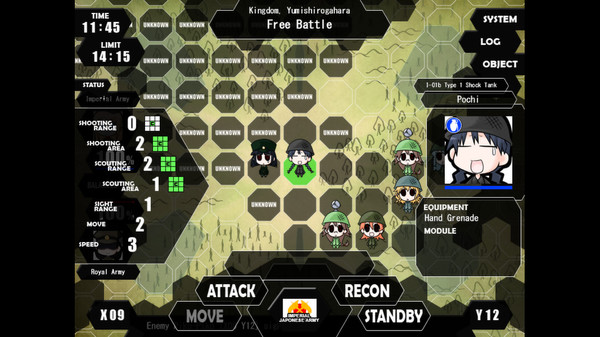 TIME
11:45
LIMIT
14:15
STATUS
Imperial Army
Kingdom, Yumishirogahara
Free Battle
SYSTEM
LOG
OBJECT
UNKNOWN UNKNOWN
UNKNOWN UNKNOWN UNKNOWN UNKNOWN UNKNOWN
UNKNOWN UNKNOWN UNKNOWN UNKNOWN UNKNOWN
UNKNOWN UNKNOWN
UNKNOWN
UNKNOWN
I-01b Type 1 Shock Tank
Pochi
SHOOTING RANGE 0
SHOOTING AREA 2
SCOUTING RANGE 2
SCOUTING AREA 1
SIGHT RANGE 1
MOVE 2
SPEED 3
Royal Army
EQUIPMENT
Hand Grenade
MODULE
ATTACK
RECON
MOVE
IMPERIAL
JAPANESE ARMY
STANDBY
X09
Enemy
Y12
Y12